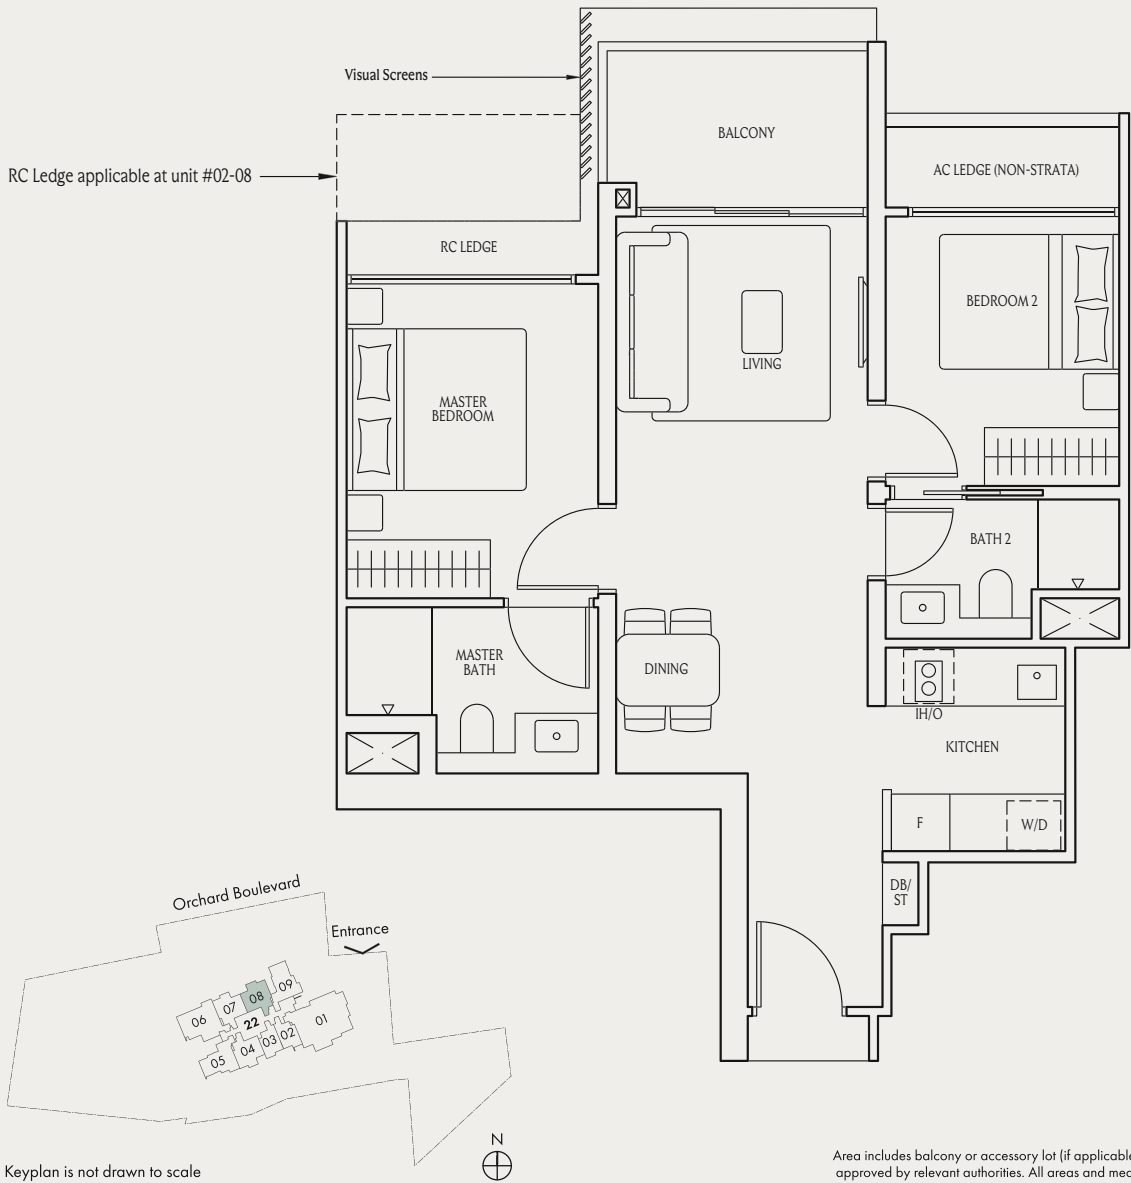 Visual Screens
BALCONY
RC Ledge applicable at unit #02-08
AC LEDGE (NON-STRATA)
RC LEDGE
BEDROOM 2
LIVING
MASTER
BEDROOM
BATH 2
MASTER
BATH
DINING
IH/O
KITCHEN
F
W/D
DB/
ST
Orchard Boulevard
Entrance
09
08
07
06
22
01
02
03
04
05
N
Keyplan is not drawn to scale
Area includes balcony or accessory lot (if applicable
approved by relevant authorities. All areas and mea